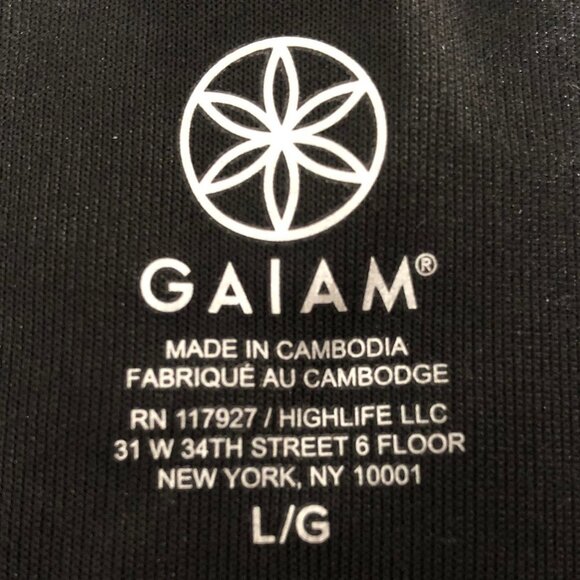 GAIAM®
MADE IN CAMBODIA
FABRIQUÉ AU CAMBODGE
RN 117927 / HIGHLIFE LLC
31 W 34TH STREET 6 FLOOR
NEW YORK, NY 10001
L/G